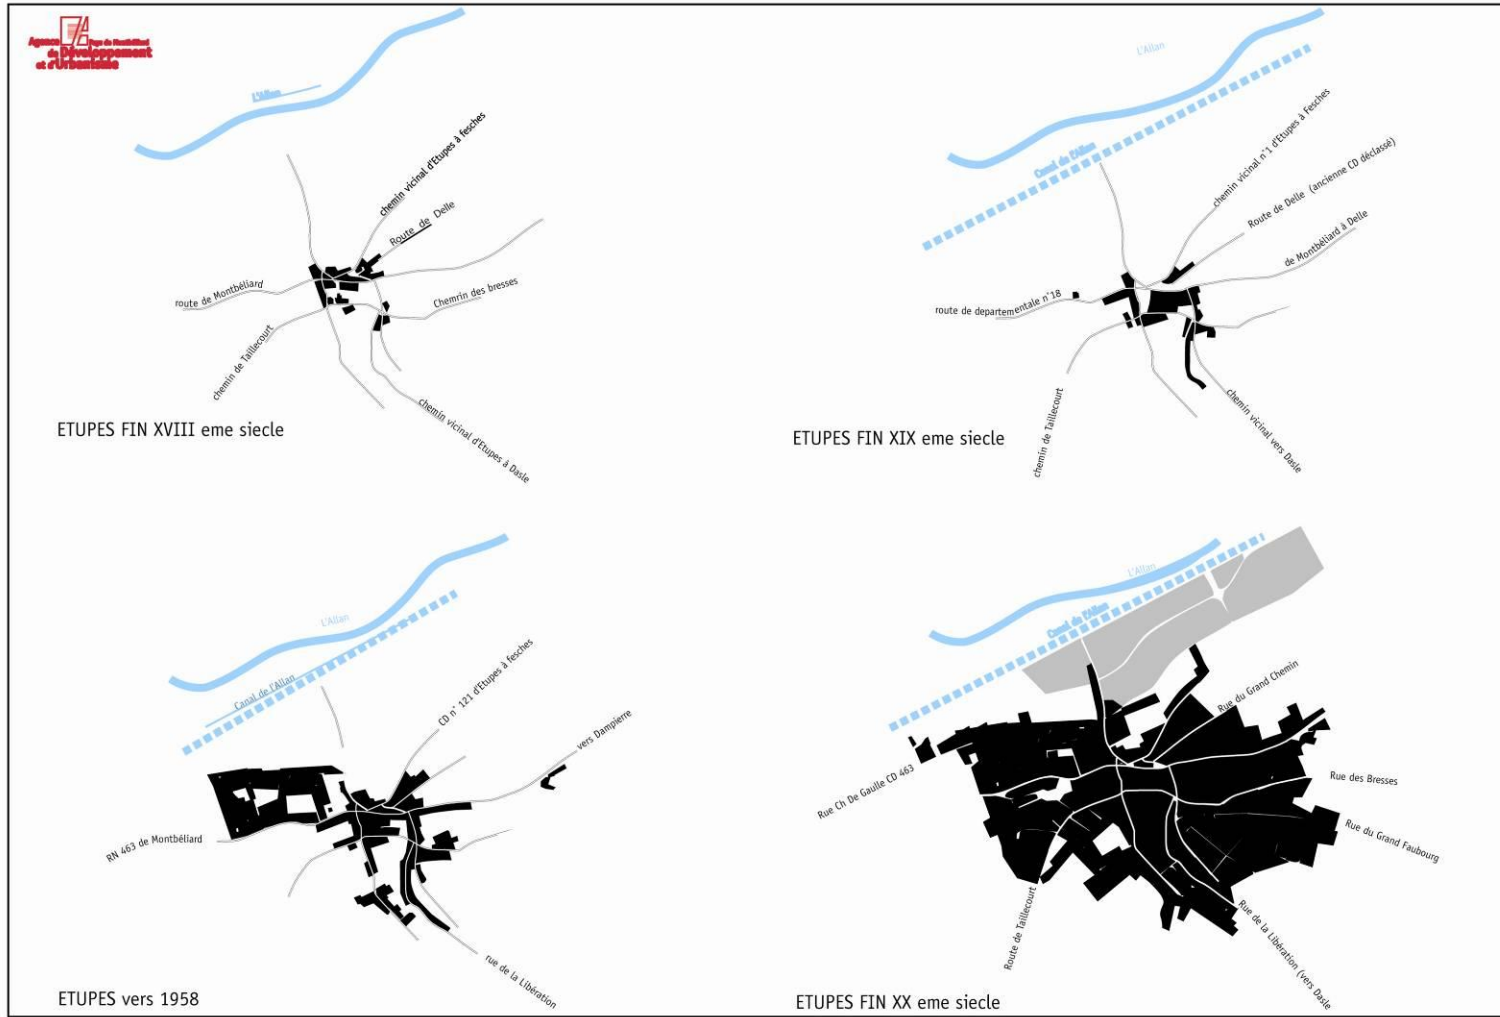 Agence Pays de Montbéliard
de Développement
et d'Urbanisme
L'Allan
chemin vicinal d'Etupes à fesches
Route de Delle
route de Montbéliard
Chemrin des bresses
chemin de Taillecourt
chemin vicinal d'Etupes à Dasle
ETUPES FIN XVIII eme siecle
L'Allan
Canal de l'Allan
chemin vicinal n°1 d'Etupes à Fesches
Route de Delle (ancienne CD déclassé)
de Montbéliard à Delle
route de departementale n°18
chemin de Taillecourt
chemin vicinal vers Dasle
ETUPES FIN XIX eme siecle
L'Allan
Canal de l'Allan
CD n° 121 d'Etupes à fesches
vers Dampierre
RN 463 de Montbéliard
rue de la Libération
ETUPES vers 1958
L'Allan
Canal de l'Allan
Rue du Grand Chemin
Rue Ch De Gaulle CD 463
Rue des Bresses
Rue du Grand Faubourg
Route de Taillecourt
Rue de la Libération (vers Dasle
ETUPES FIN XX eme siecle